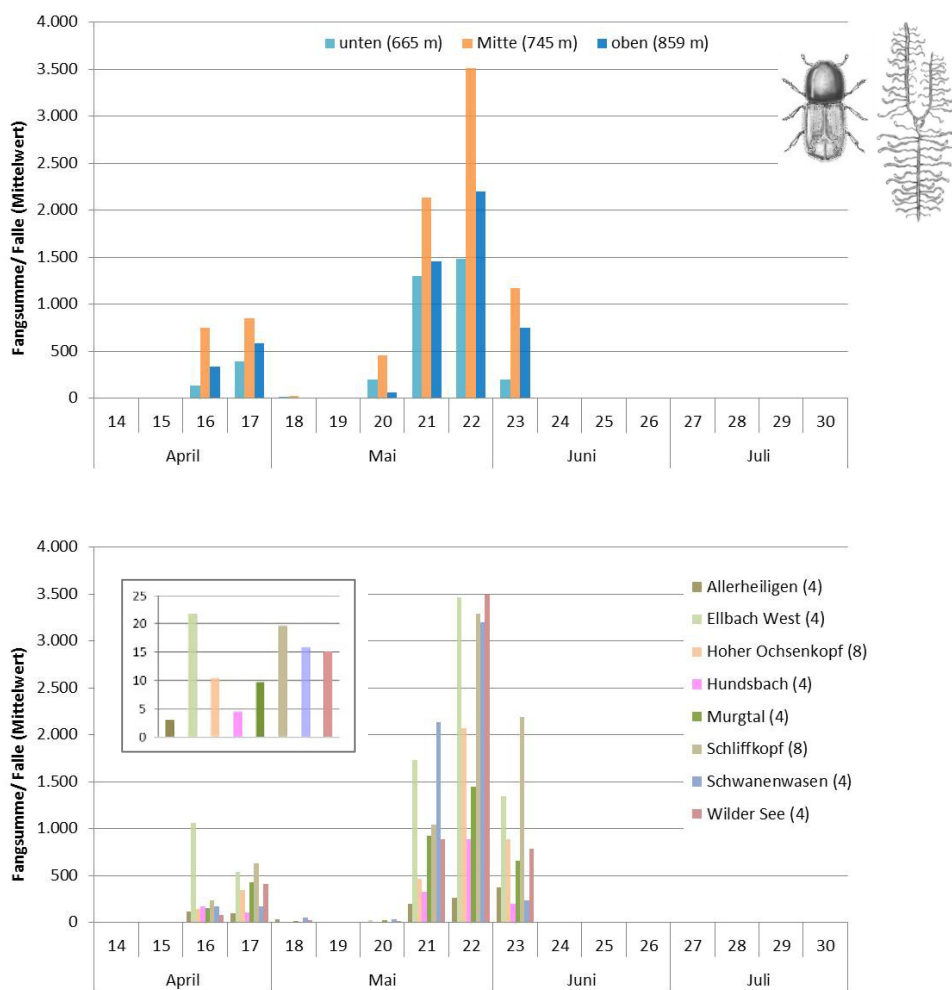 4.000
unten (665 m) Mitte (745 m) oben (859 m)
3.500
3.000
2.500
2.000
1.500
1.000
500
0
Fangsumme/ Falle (Mittelwert)
14 15 16 17 18 19 20 21 22 23 24 25 26 27 28 29 30
April Mai Juni Juli
4.000
3.500
3.000
2.500
2.000
1.500
1.000
500
0
Fangsumme/ Falle (Mittelwert)
25
20
15
10
5
0
Allerheiligen (4)
Ellbach West (4)
Hoher Ochsenkopf (8)
Hundsbach (4)
Murgtal (4)
Schliffkopf (8)
Schwanenwasen (4)
Wilder See (4)
14 15 16 17 18 19 20 21 22 23 24 25 26 27 28 29 30
April Mai Juni Juli